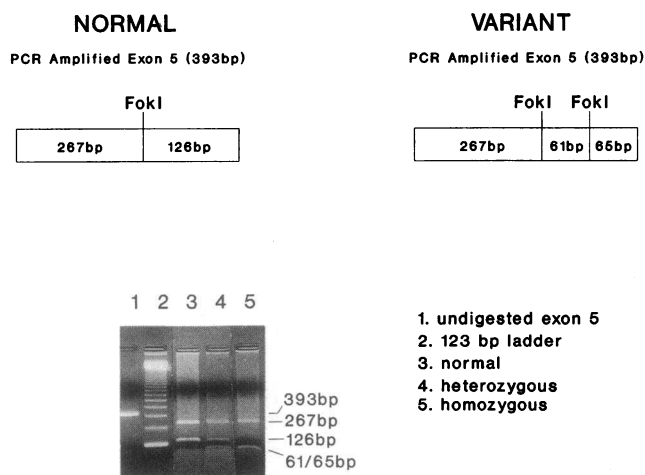 NORMAL
PCR Amplified Exon 5 (393bp)
FokI
267bp 126bp
VARIANT
PCR Amplified Exon 5 (393bp)
FokI FokI
267bp 61bp 65bp
1 2 3 4 5
393bp
267bp
126bp
61/65bp
1. undigested exon 5
2. 123 bp ladder
3. normal
4. heterozygous
5. homozygous